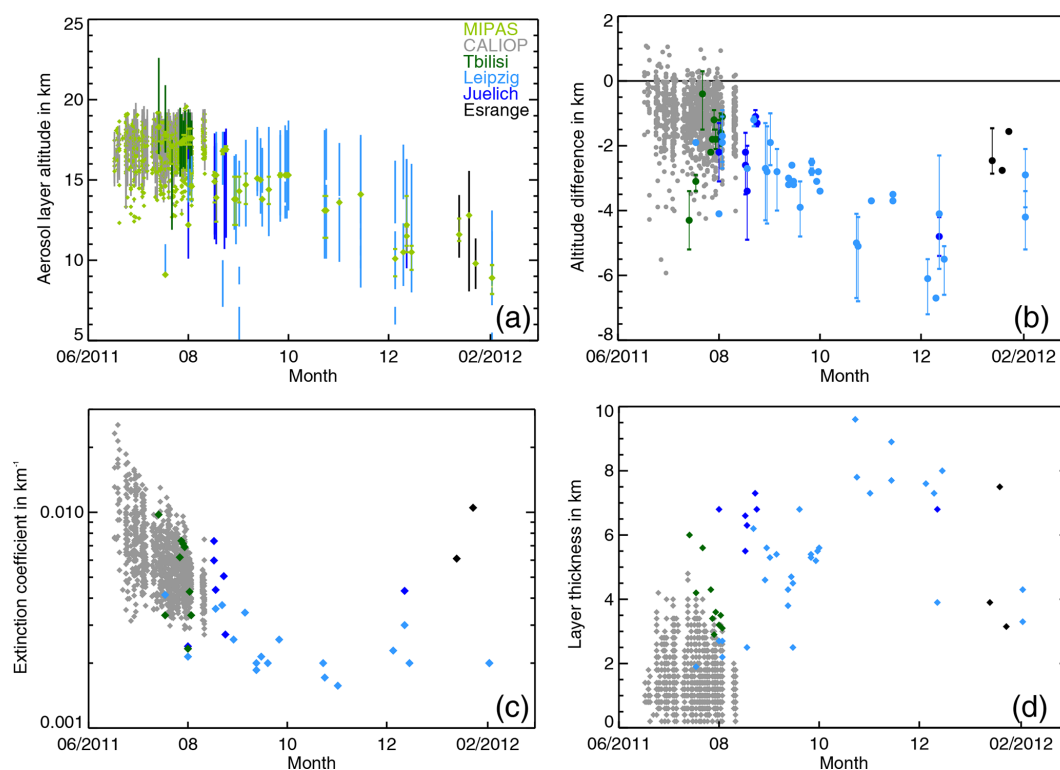 25
20
15
10
5
Aerosol layer altitude in km
MIPAS
CALIOP
Tbilisi
Leipzig
Juelich
Esrange
(a)
06/2011
08
10
12
02/2012
Month
2
0
-2
-4
-6
-8
Altitude difference in km
(b)
06/2011
08
10
12
02/2012
Month
0.010
0.001
Extinction coefficient in km⁻¹
(c)
06/2011
08
10
12
02/2012
Month
10
8
6
4
2
0
Layer thickness in km
(d)
06/2011
08
10
12
02/2012
Month